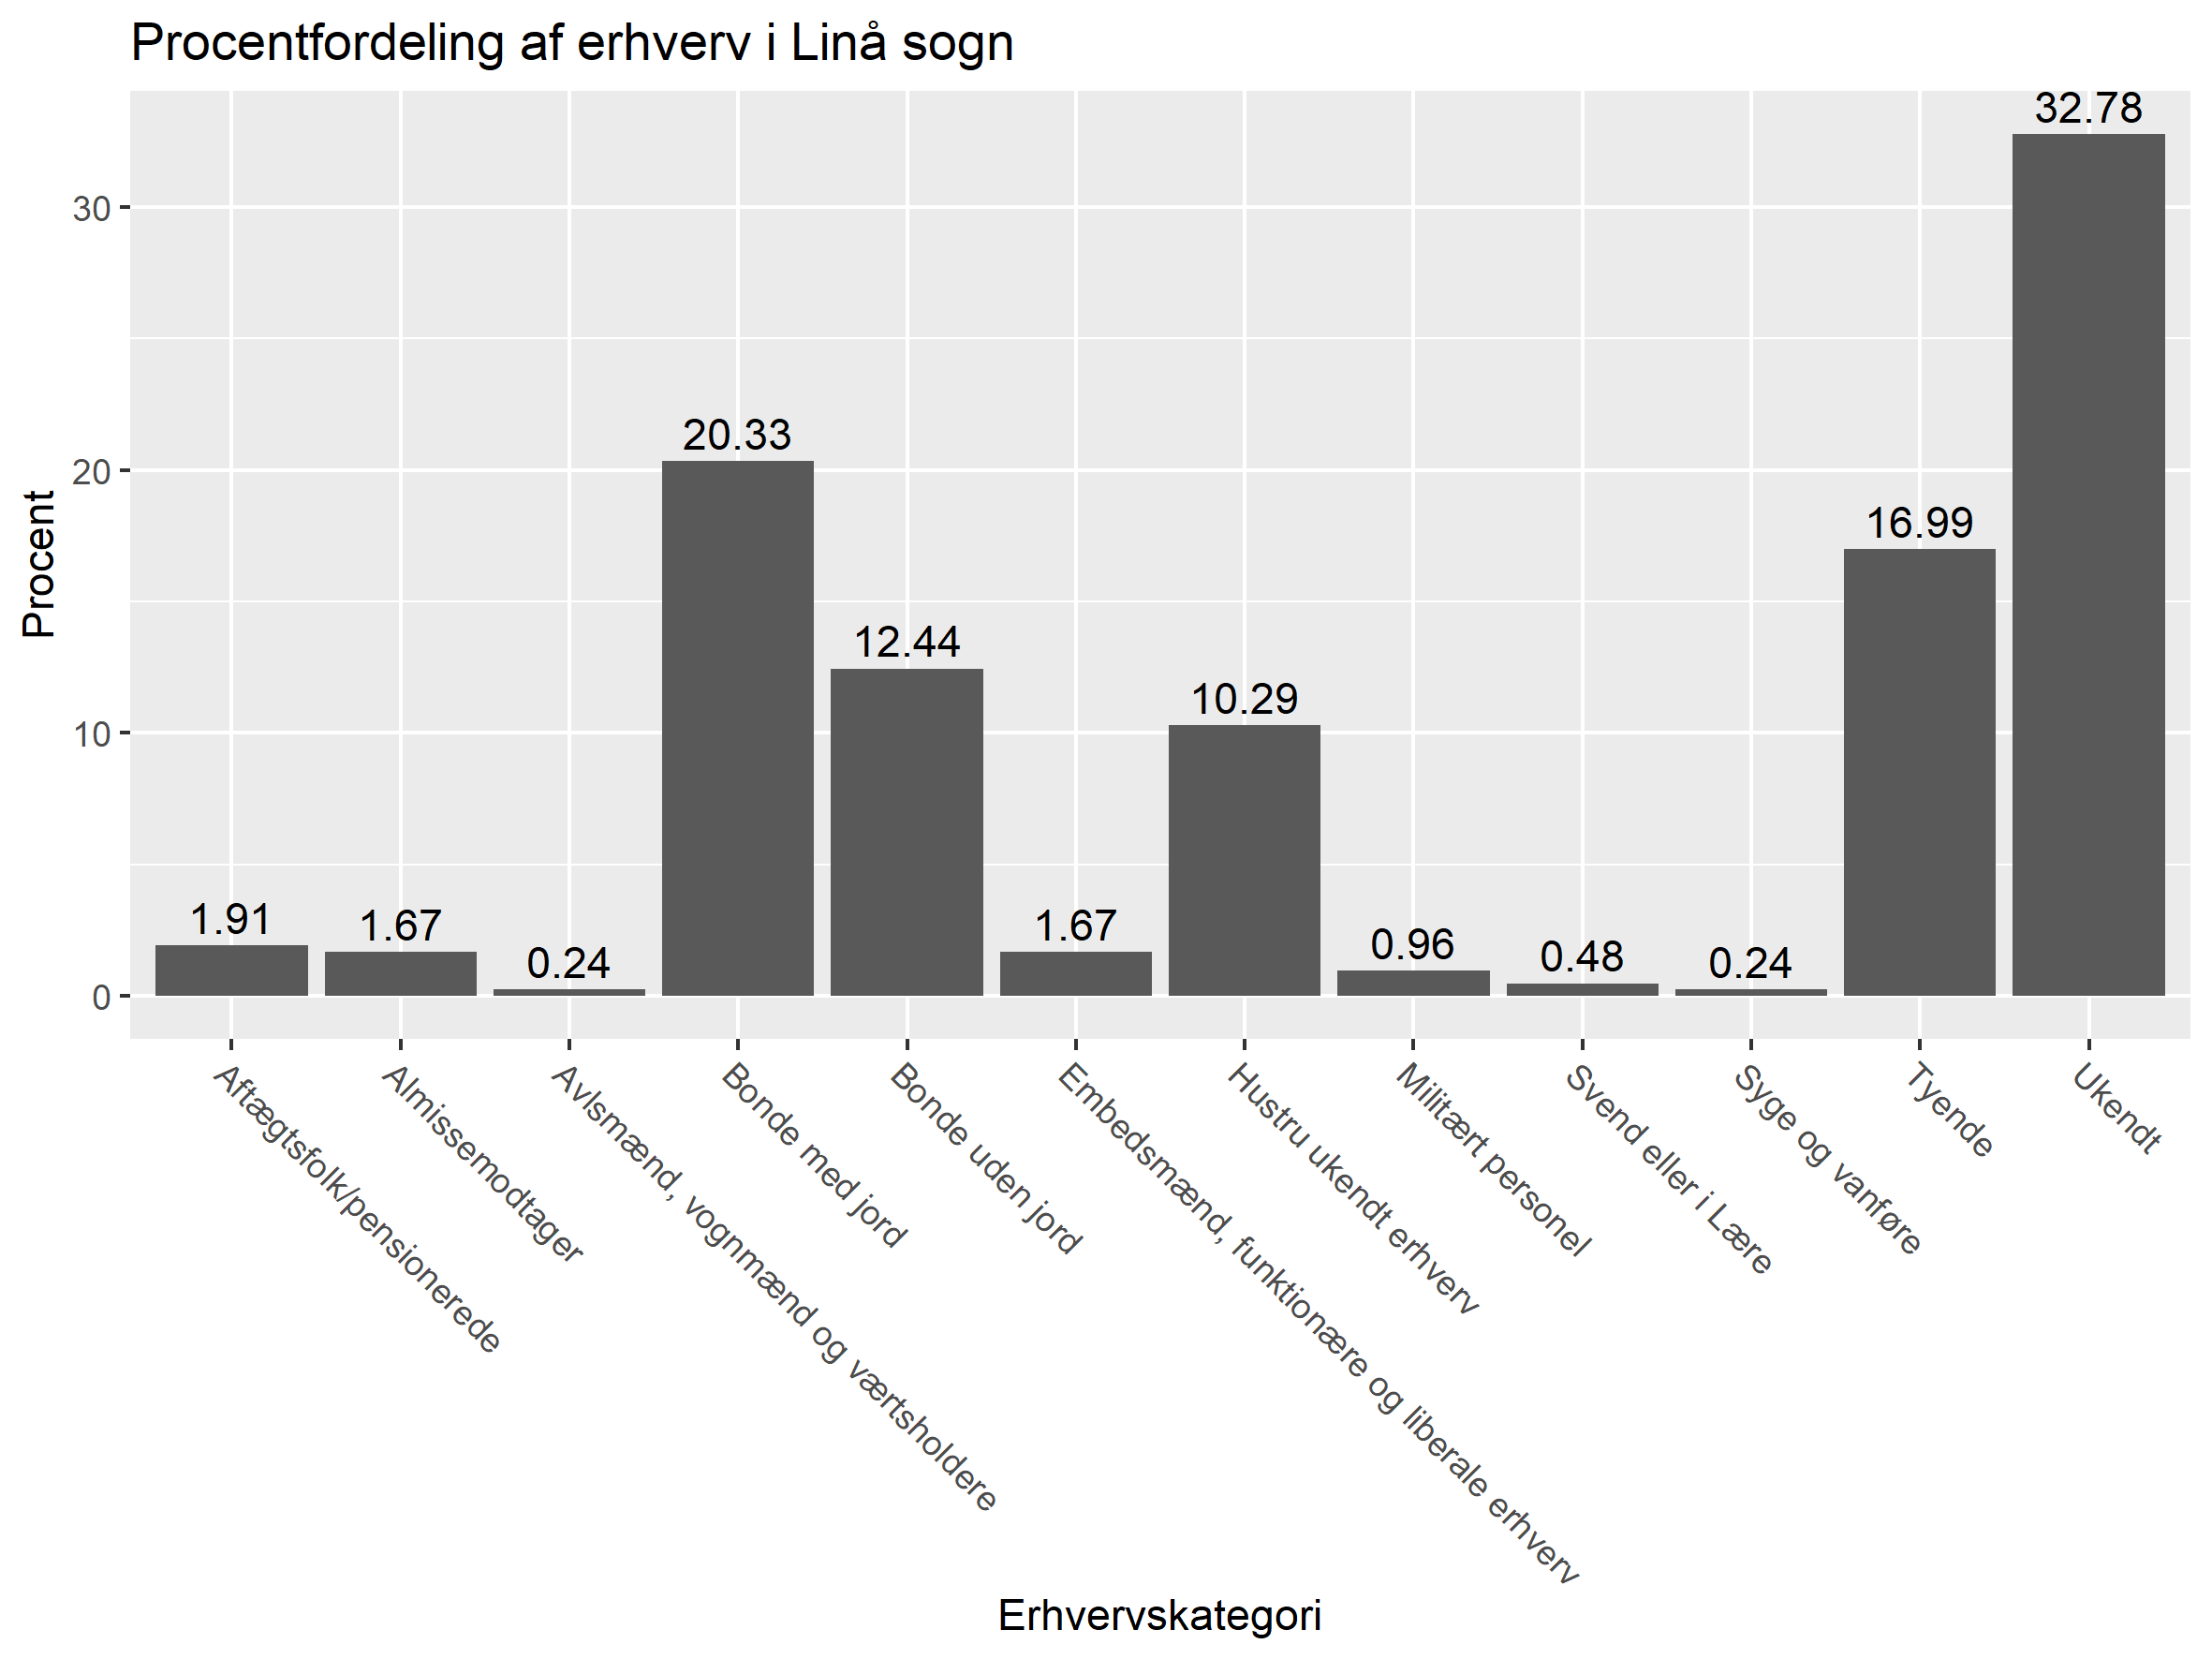 Procentfordeling af erhverv i Linå sogn
Procent
30
20
10
0
1.91
1.67
0.24
20.33
12.44
1.67
10.29
0.96
0.48
0.24
16.99
32.78
Aftægtsfolk/pensionerede
Almissemodtager
Avlsmænd, vognmænd og værtsholdere
Bonde med jord
Bonde uden jord
Embedsmænd, funktionære og liberale erhverv
Hustru ukendt erhverv
Militært personel
Svend eller i Lære
Syge og vanføre
Tyende
Ukendt
Erhvervskategori